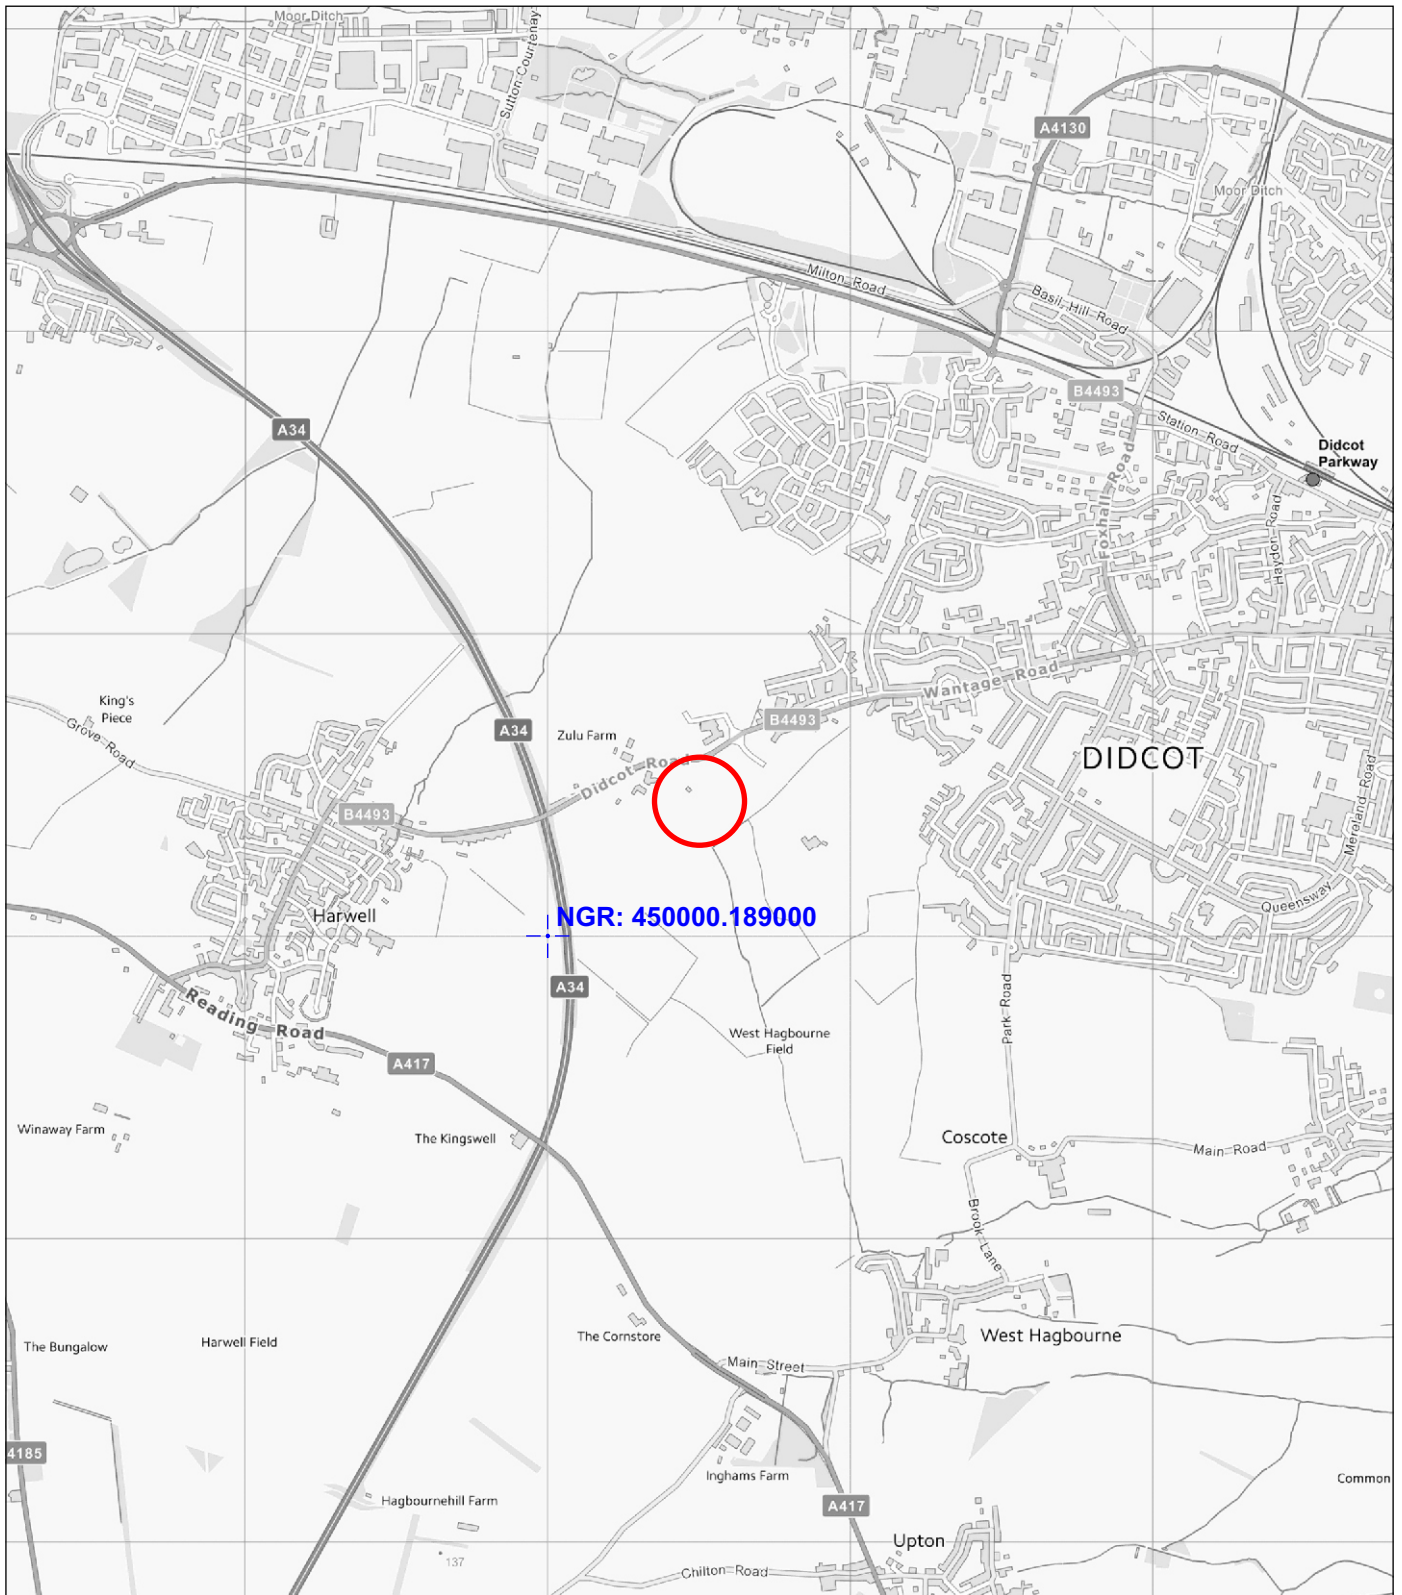 Moor Ditch
Sutton Courtenay
A4130
Moor Ditch
Milton Road
Basil Hill Road
B4493
Station Road
A34
Didcot
Parkway
Foxhall Road
Haydon Road
Wantage Road
King's
Piece
Grove Road
B4493
A34
Zulu Farm
DIDCOT
Didcot Road
Mereland Road
B4493
Queensway
Harwell
NGR: 450000.189000
A34
Reading Road
Park Road
West Hagbourne
Field
A417
Winaway Farm
The Kingswell
Coscote
Main Road
Brook Lane
The Bungalow
Harwell Field
The Cornstore
West Hagbourne
Main Street
4185
Inghams Farm
Common
Hagbournehill Farm
A417
Upton
137
Chilton Road